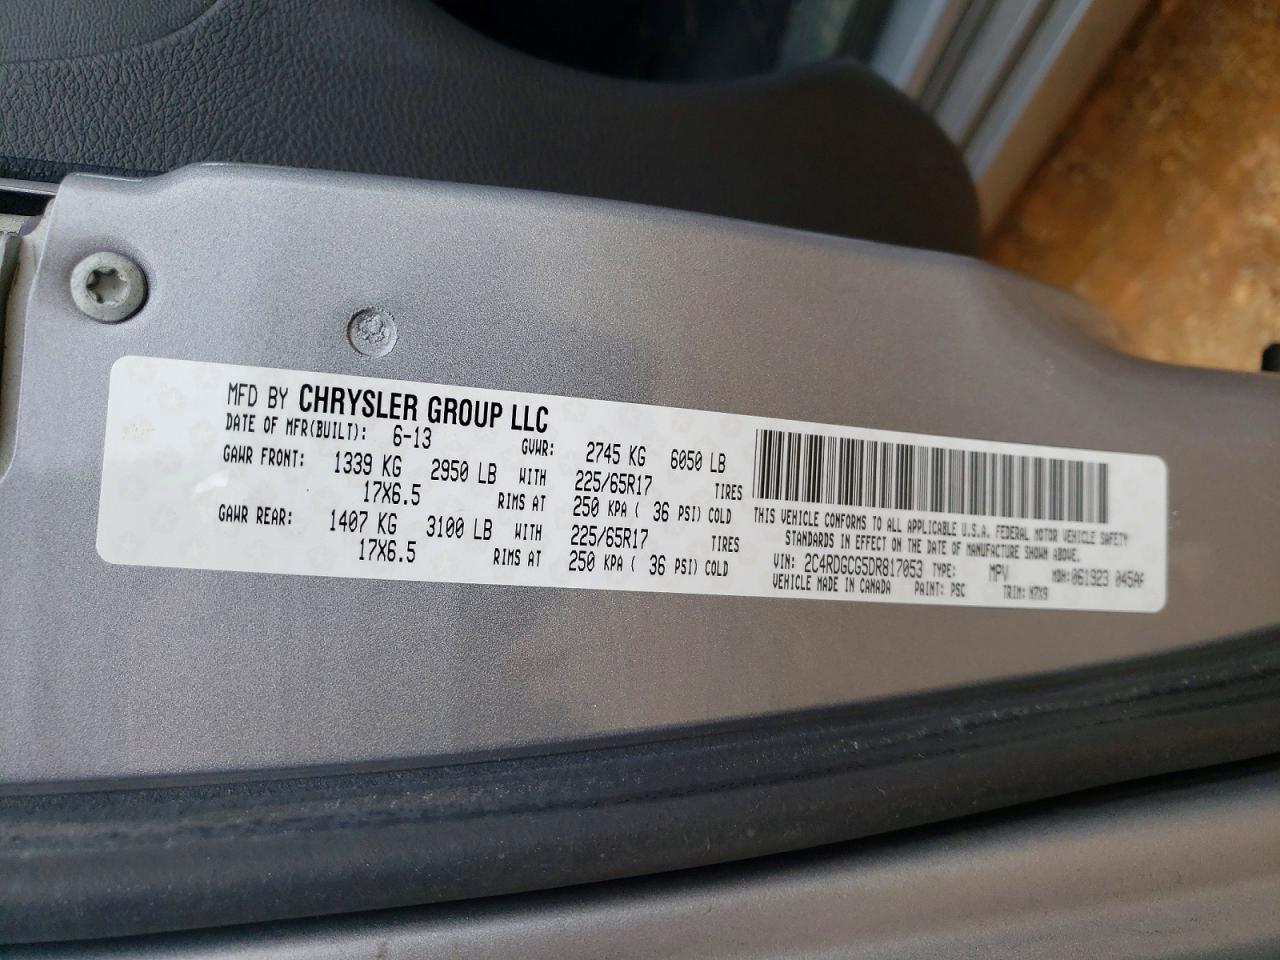 MFD BY CHRYSLER GROUP LLC
DATE OF MFR(BUILT): 6-13 GVWR: 2745 KG 6050 LB
GAWR FRONT: 1339 KG 2950 LB WITH 225/65R17 TIRES
17X6.5 RIMS AT 250 KPA ( 36 PSI) COLD
GAWR REAR: 1407 KG 3100 LB WITH 225/65R17 TIRES
17X6.5 RIMS AT 250 KPA ( 36 PSI) COLD
THIS VEHICLE CONFORMS TO ALL APPLICABLE U.S.A. FEDERAL MOTOR VEHICLE SAFETY
STANDARDS IN EFFECT ON THE DATE OF MANUFACTURE SHOWN ABOVE.
VIN: 2C4RDGCG5DR817053 TYPE: MPV MDH: 061923 045AA
VEHICLE MADE IN CANADA PAINT: PSC TRIM: